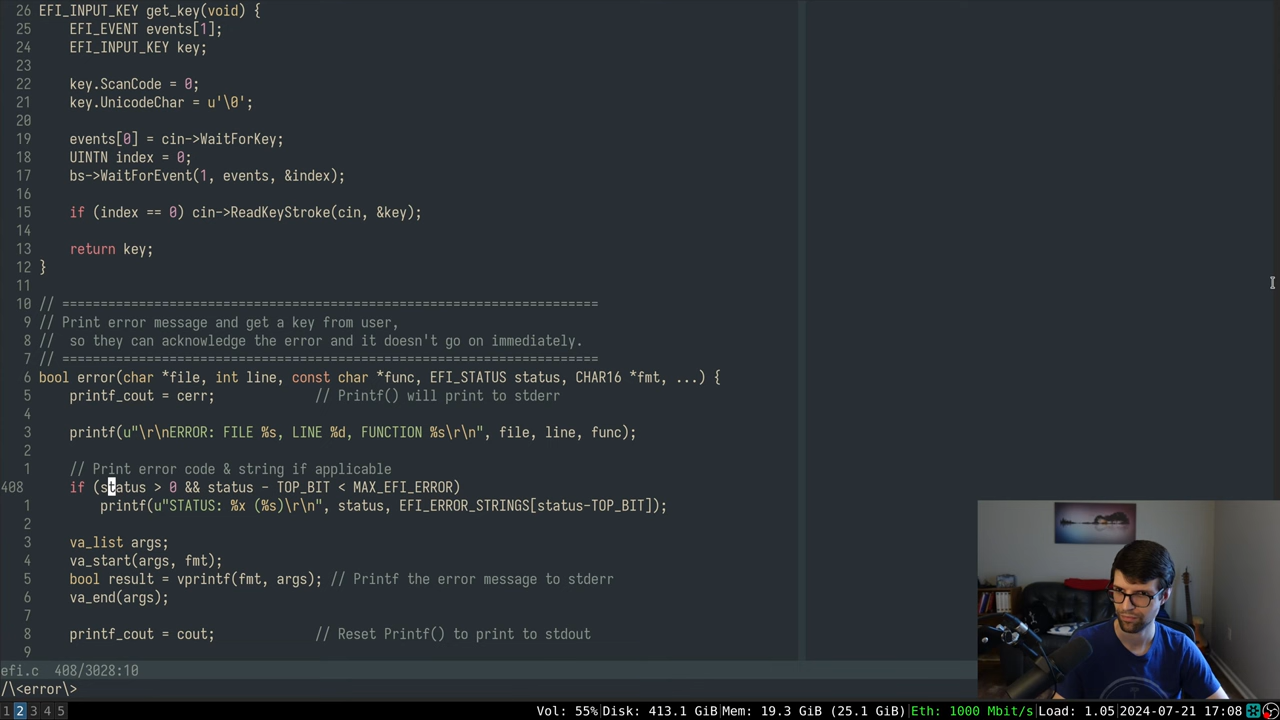 26 EFI_INPUT_KEY get_key(void) {
25     EFI_EVENT events[1];
24     EFI_INPUT_KEY key;
23
22     key.ScanCode = 0;
21     key.UnicodeChar = u'\0';
20
19     events[0] = cin->WaitForKey;
18     UINTN index = 0;
17     bs->WaitForEvent(1, events, &index);
16
15     if (index == 0) cin->ReadKeyStroke(cin, &key);
14
13     return key;
12 }
11
10 // ======================================================================
9 // Print error message and get a key from user,
8 //  so they can acknowledge the error and it doesn't go on immediately.
7 // ======================================================================
6 bool error(char *file, int line, const char *func, EFI_STATUS status, CHAR16 *fmt, ...) {
5     printf_cout = cerr;             // Printf() will print to stderr
4
3     printf(u"\r\nERROR: FILE %s, LINE %d, FUNCTION %s\r\n", file, line, func);
2
1     // Print error code & string if applicable
408     if (status > 0 && status - TOP_BIT < MAX_EFI_ERROR)
1         printf(u"STATUS: %x (%s)\r\n", status, EFI_ERROR_STRINGS[status-TOP_BIT]);
2
3     va_list args;
4     va_start(args, fmt);
5     bool result = vprintf(fmt, args); // Printf the error message to stderr
6     va_end(args);
7
8     printf_cout = cout;             // Reset Printf() to print to stdout
9
efi.c  408/3028:10
/\<error\>
1 2 3 4 5 Vol: 55% Disk: 413.1 GiB Mem: 19.3 GiB (25.1 GiB) Eth: 1000 Mbit/s Load: 1.05 2024-07-21 17:08